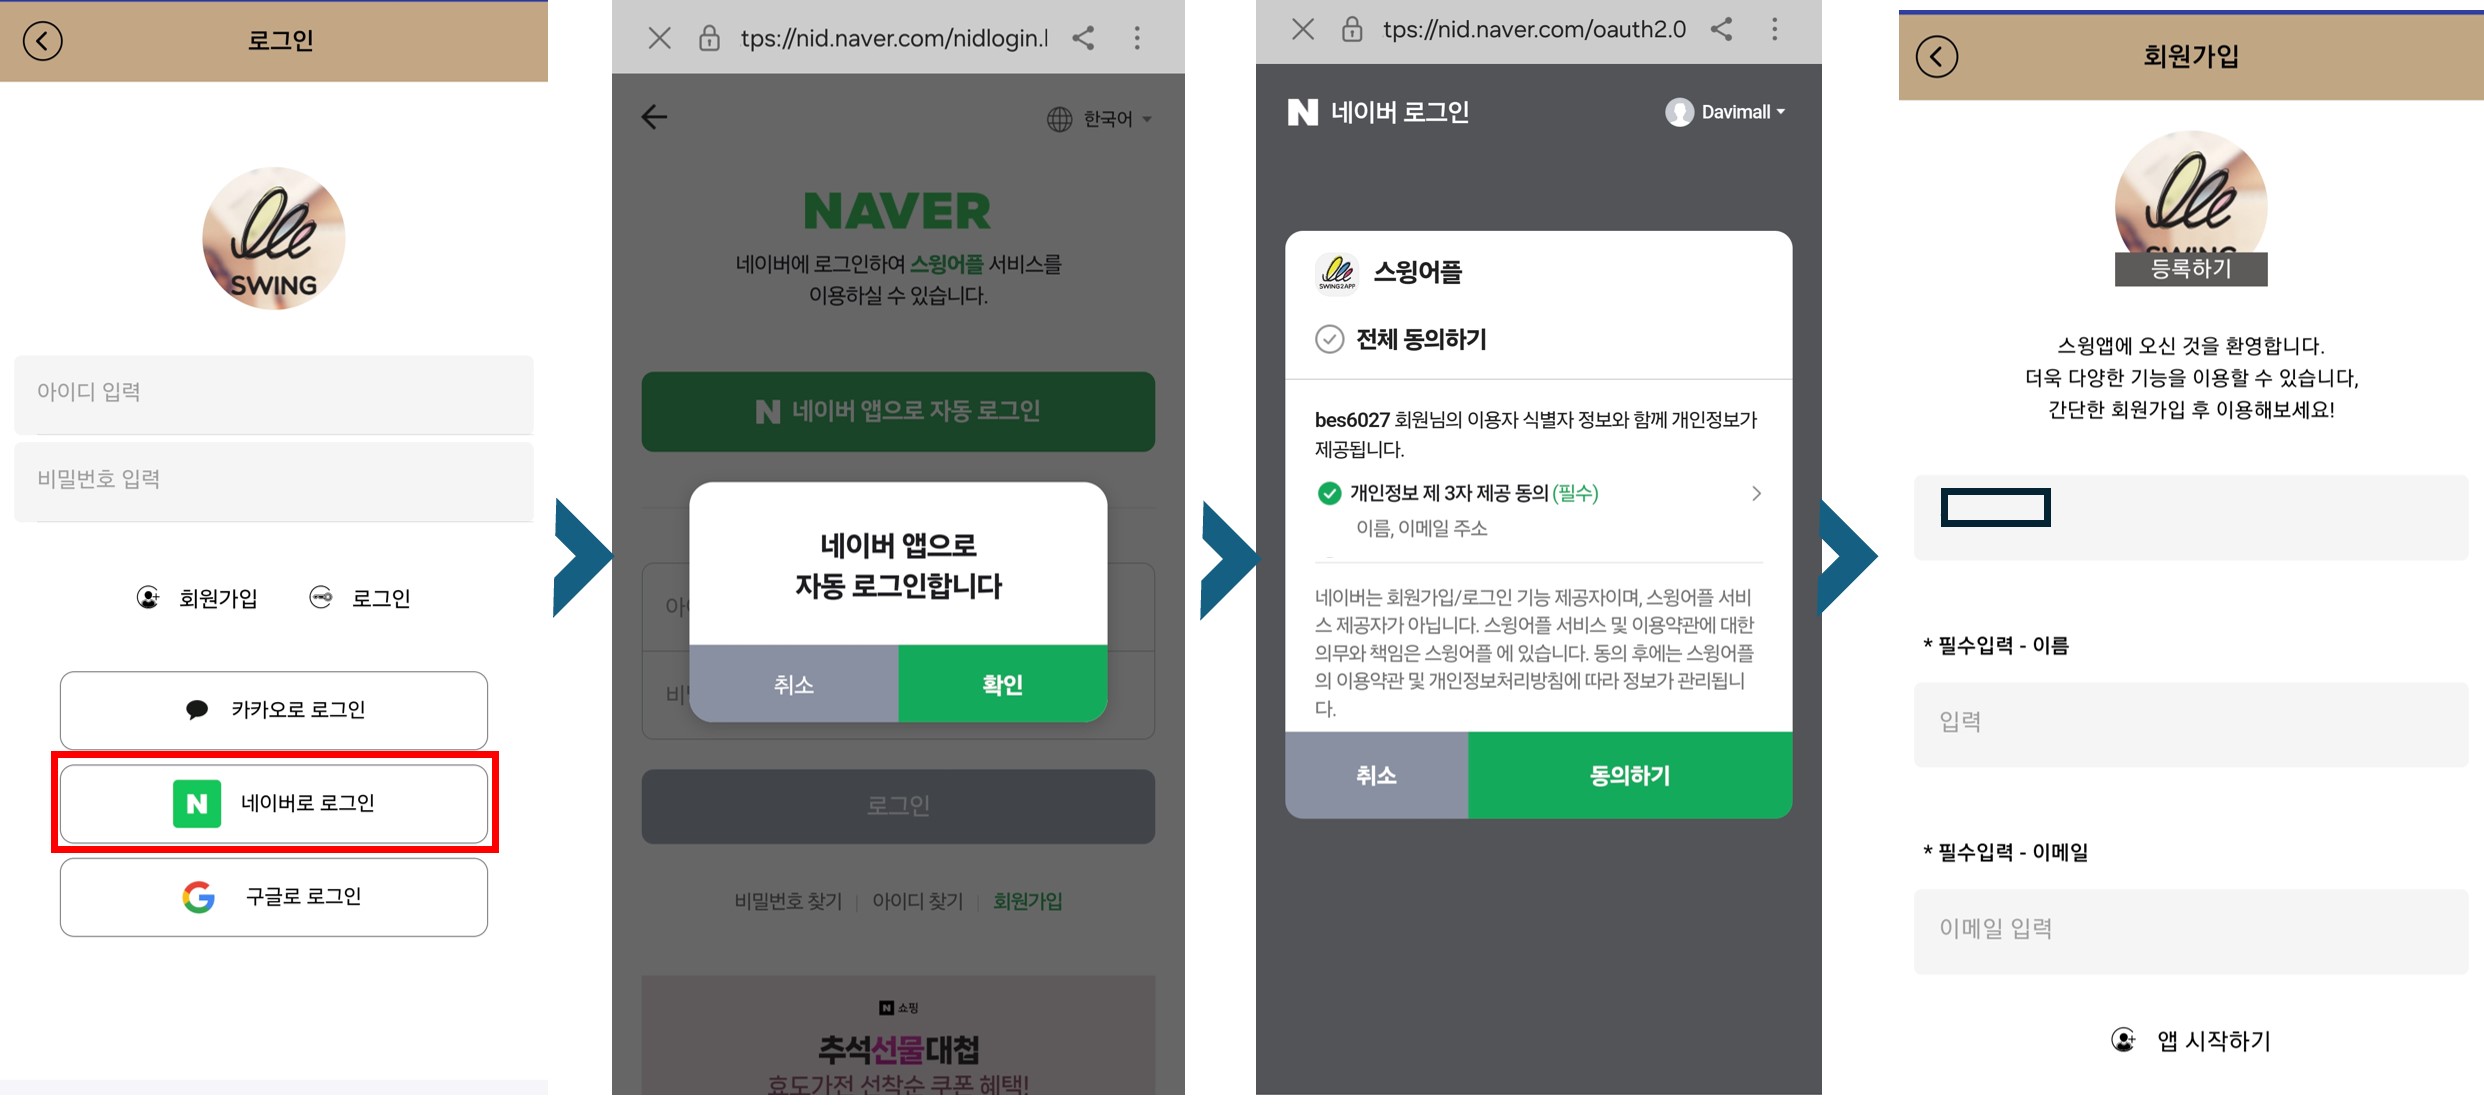 로그인
SWING
아이디 입력
비밀번호 입력
회원가입
로그인
카카오로 로그인
N 네이버로 로그인
G 구글로 로그인
tps://nid.naver.com/nidlogin.l
한국어
NAVER
네이버에 로그인하여 스윙어플 서비스를
이용하실 수 있습니다.
N 네이버 앱으로 자동 로그인
네이버 앱으로
자동 로그인합니다
취소
확인
로그인
비밀번호 찾기
아이디 찾기
회원가입
N 쇼핑
추석선물대첩
효도가전 선착순 쿠폰 혜택!
tps://nid.naver.com/oauth2.0
N 네이버 로그인
Davimall
SWING2APP
스윙어플
전체 동의하기
bes6027 회원님의 이용자 식별자 정보와 함께 개인정보가
제공됩니다.
개인정보 제 3자 제공 동의 (필수)
이름, 이메일 주소
네이버는 회원가입/로그인 기능 제공자이며, 스윙어플 서비
스 제공자가 아닙니다. 스윙어플 서비스 및 이용약관에 대한
의무와 책임은 스윙어플 에 있습니다. 동의 후에는 스윙어플
의 이용약관 및 개인정보처리방침에 따라 정보가 관리됩니
다.
취소
동의하기
회원가입
SWING
등록하기
스윙앱에 오신 것을 환영합니다.
더욱 다양한 기능을 이용할 수 있습니다,
간단한 회원가입 후 이용해보세요!
* 필수입력 - 이름
입력
* 필수입력 - 이메일
이메일 입력
앱 시작하기